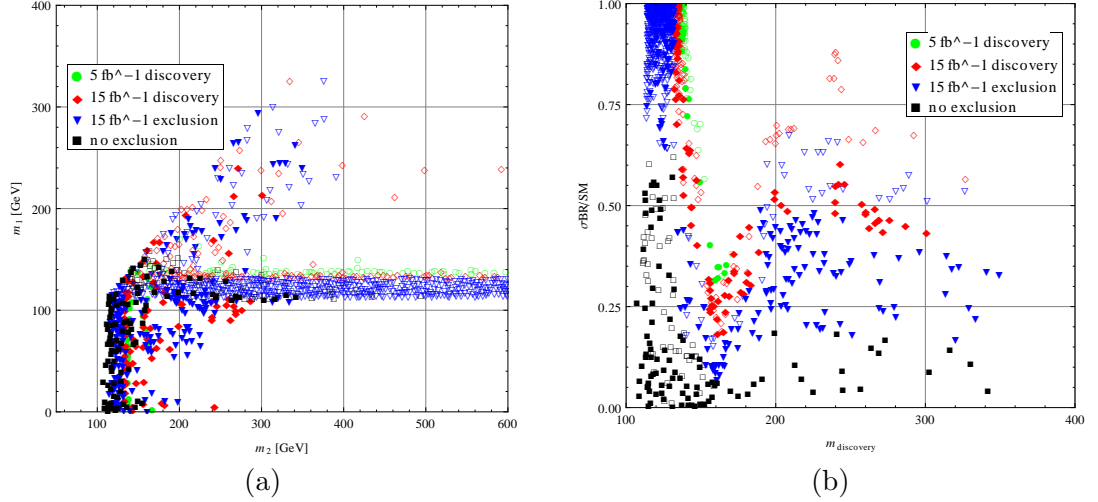 400
300
200
100
0
m₁ [GeV]
5 fb^−1 discovery
15 fb^−1 discovery
15 fb^−1 exclusion
no exclusion
100 200 300 400 500 600
m₂ [GeV]
(a)
1.00
0.75
0.50
0.25
0.00
σBR/SM
5 fb^−1 discovery
15 fb^−1 discovery
15 fb^−1 exclusion
no exclusion
100 200 300 400
m_discovery
(b)